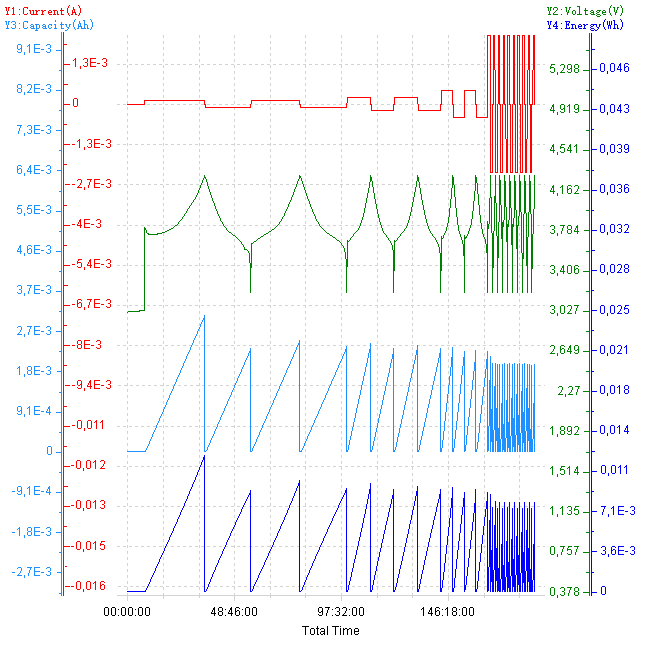 Y1:Current(A)
Y3:Capacity(Ah)
Y2:Voltage(V)
Y4:Energy(Wh)
9,1E-3
1,3E-3
5,298
0,046
8,2E-3
0
4,919
0,043
7,3E-3
-1,3E-3
4,541
0,039
6,4E-3
-2,7E-3
4,162
0,036
5,5E-3
-4E-3
3,784
0,032
4,6E-3
-5,4E-3
3,406
0,028
3,7E-3
-6,7E-3
3,027
0,025
2,7E-3
-8E-3
2,649
0,021
1,8E-3
-9,4E-3
2,27
0,018
9,1E-4
-0,011
1,892
0,014
0
-0,012
1,514
0,011
-9,1E-4
-0,013
1,135
7,1E-3
-1,8E-3
-0,015
0,757
3,6E-3
-2,7E-3
-0,016
0,378
0
00:00:00
48:46:00
97:32:00
146:18:00
Total Time